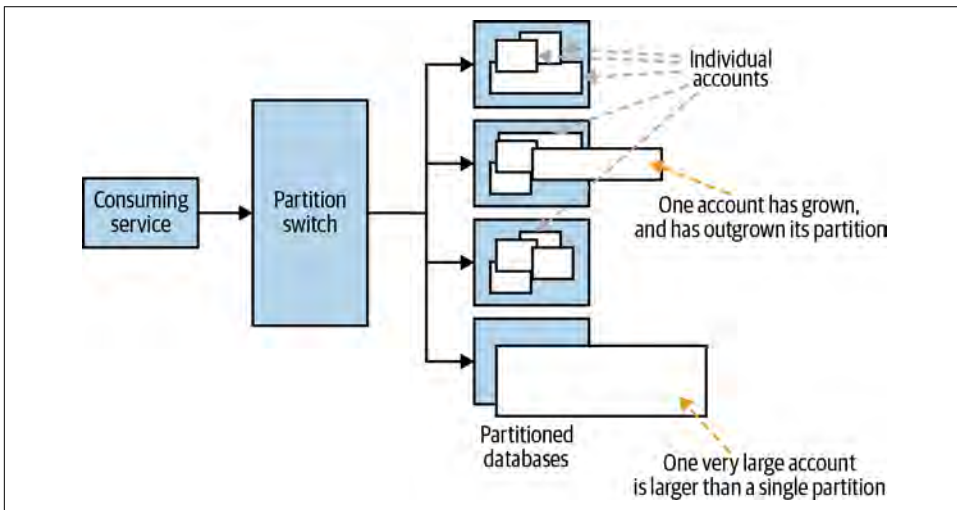 Individual
accounts
Consuming
service
Partition
switch
One account has grown,
and has outgrown its partition
Partitioned
databases
One very large account
is larger than a single partition